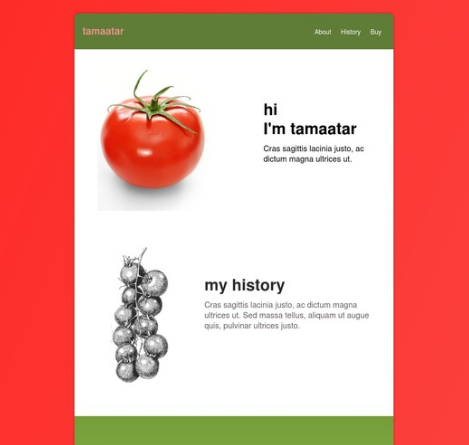 tamaatar
About History Buy
hi
I'm tamaatar
Cras sagittis lacinia justo, ac
dictum magna ultrices ut.
my history
Cras sagittis lacinia justo, ac dictum magna
ultrices ut. Sed massa tellus, aliquam ut augue
quis, pulvinar ultrices justo.